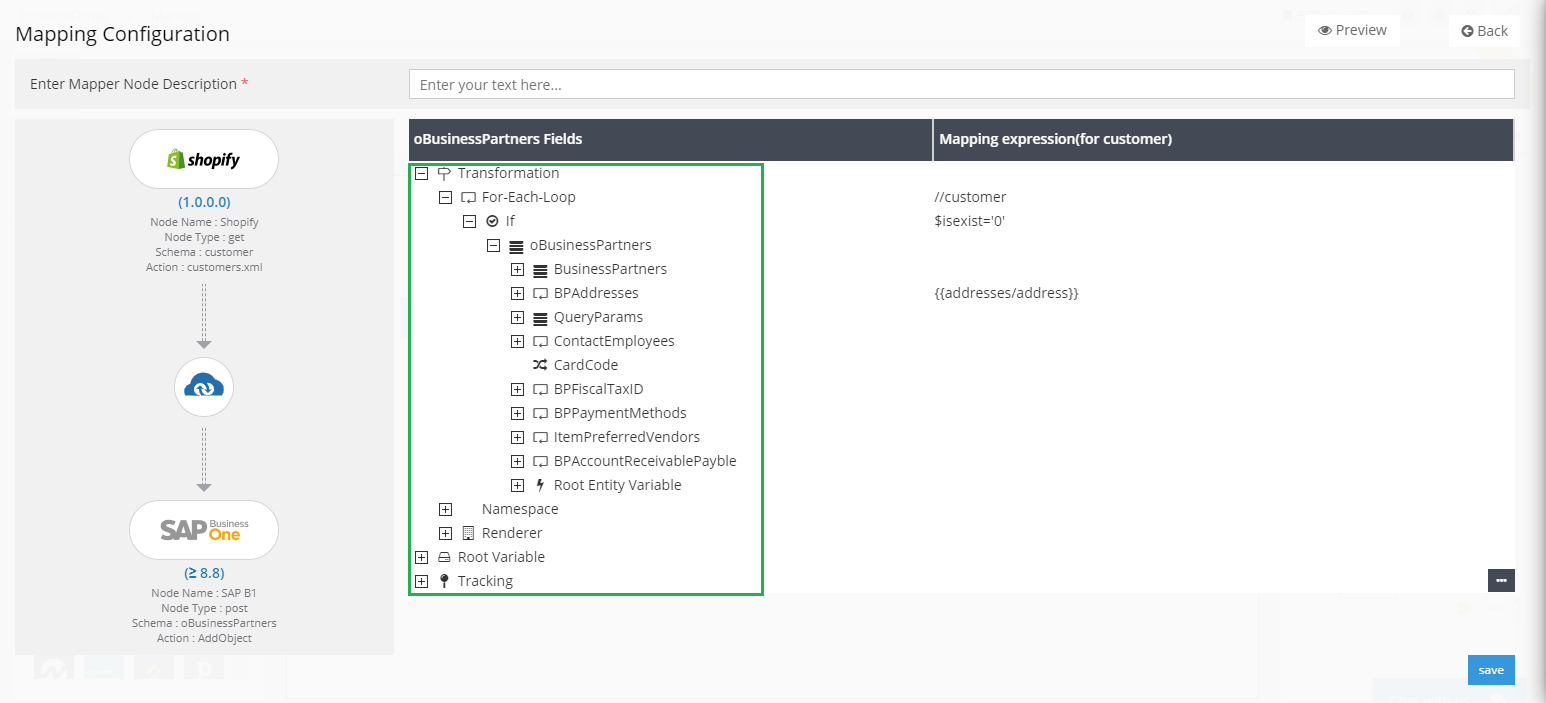 Mapping Configuration
Preview
Back
Enter Mapper Node Description *
Enter your text here...
shopify
(1.0.0.0)
Node Name : Shopify
Node Type : get
Schema : customer
Action : customers.xml
SAP Business One
(≥ 8.8)
Node Name : SAP B1
Node Type : post
Schema : oBusinessPartners
Action : AddObject
oBusinessPartners Fields Mapping expression(for customer)
Transformation
For-Each-Loop //customer
If $isexist='0'
oBusinessPartners
BusinessPartners
BPAddresses {{addresses/address}}
QueryParams
ContactEmployees
CardCode
BPFiscalTaxID
BPPaymentMethods
ItemPreferredVendors
BPAccountReceivablePayble
Root Entity Variable
Namespace
Renderer
Root Variable
Tracking
save